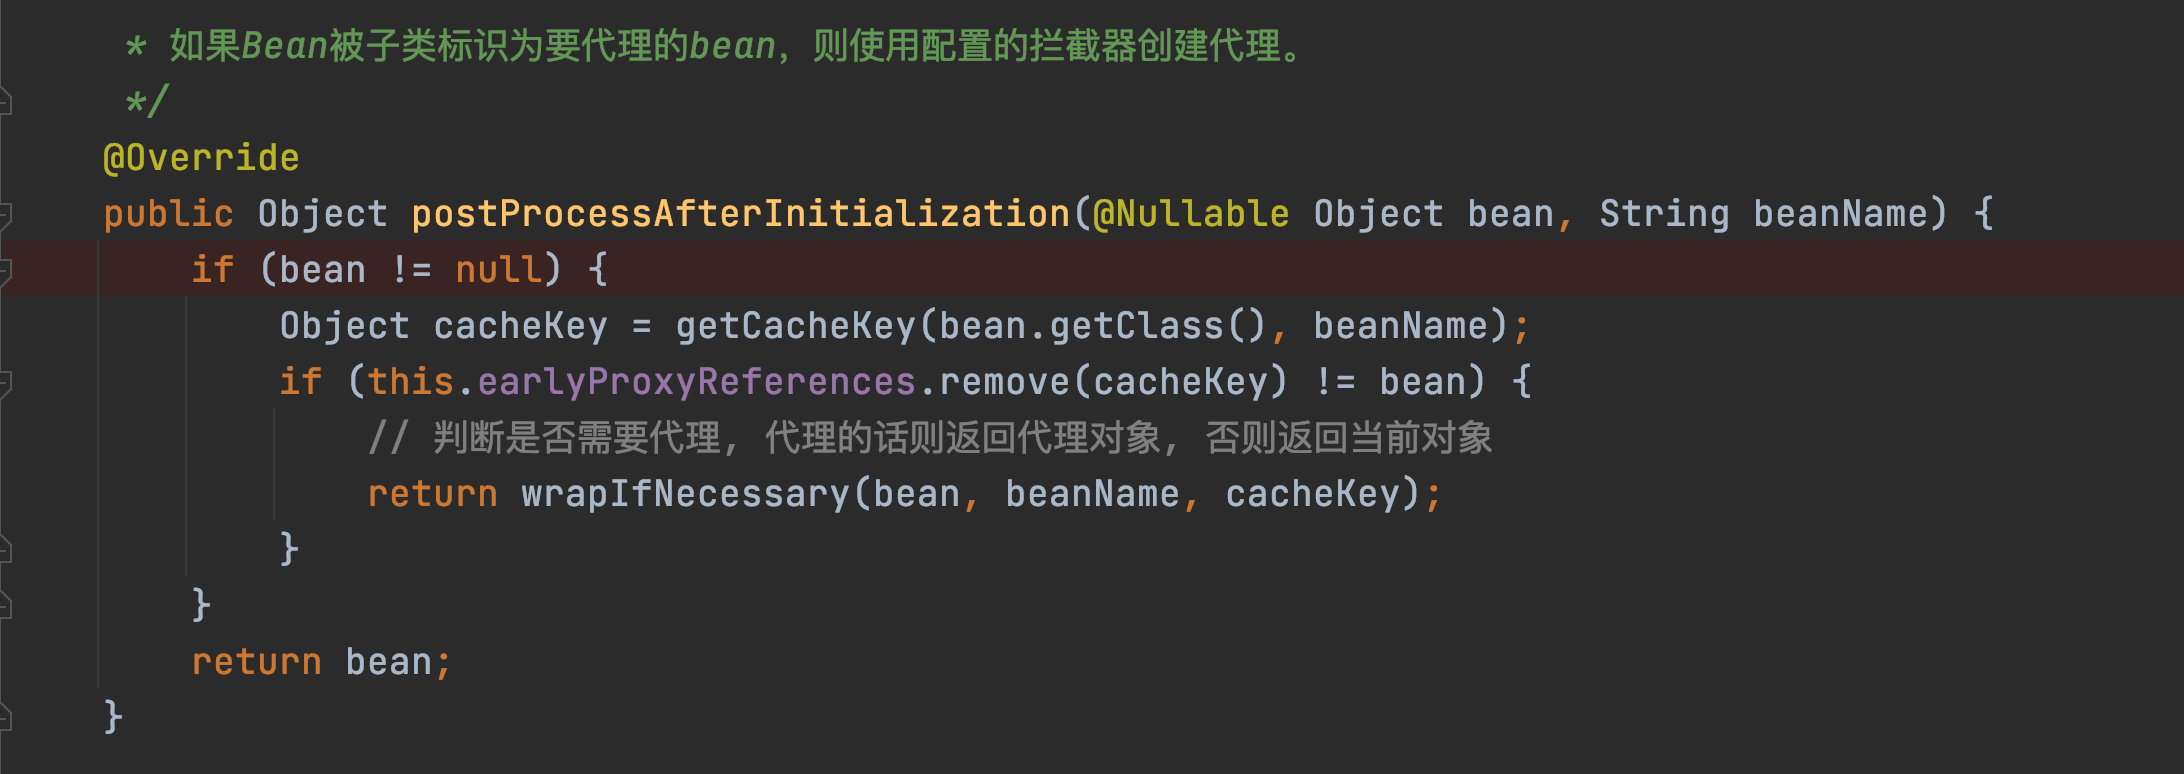 * 如果Bean被子类标识为要代理的bean，则使用配置的拦截器创建代理。
*/
@Override
public Object postProcessAfterInitialization(@Nullable Object bean, String beanName) {
if (bean != null) {
Object cacheKey = getCacheKey(bean.getClass(), beanName);
if (this.earlyProxyReferences.remove(cacheKey) != bean) {
// 判断是否需要代理, 代理的话则返回代理对象, 否则返回当前对象
return wrapIfNecessary(bean, beanName, cacheKey);
}
}
return bean;
}